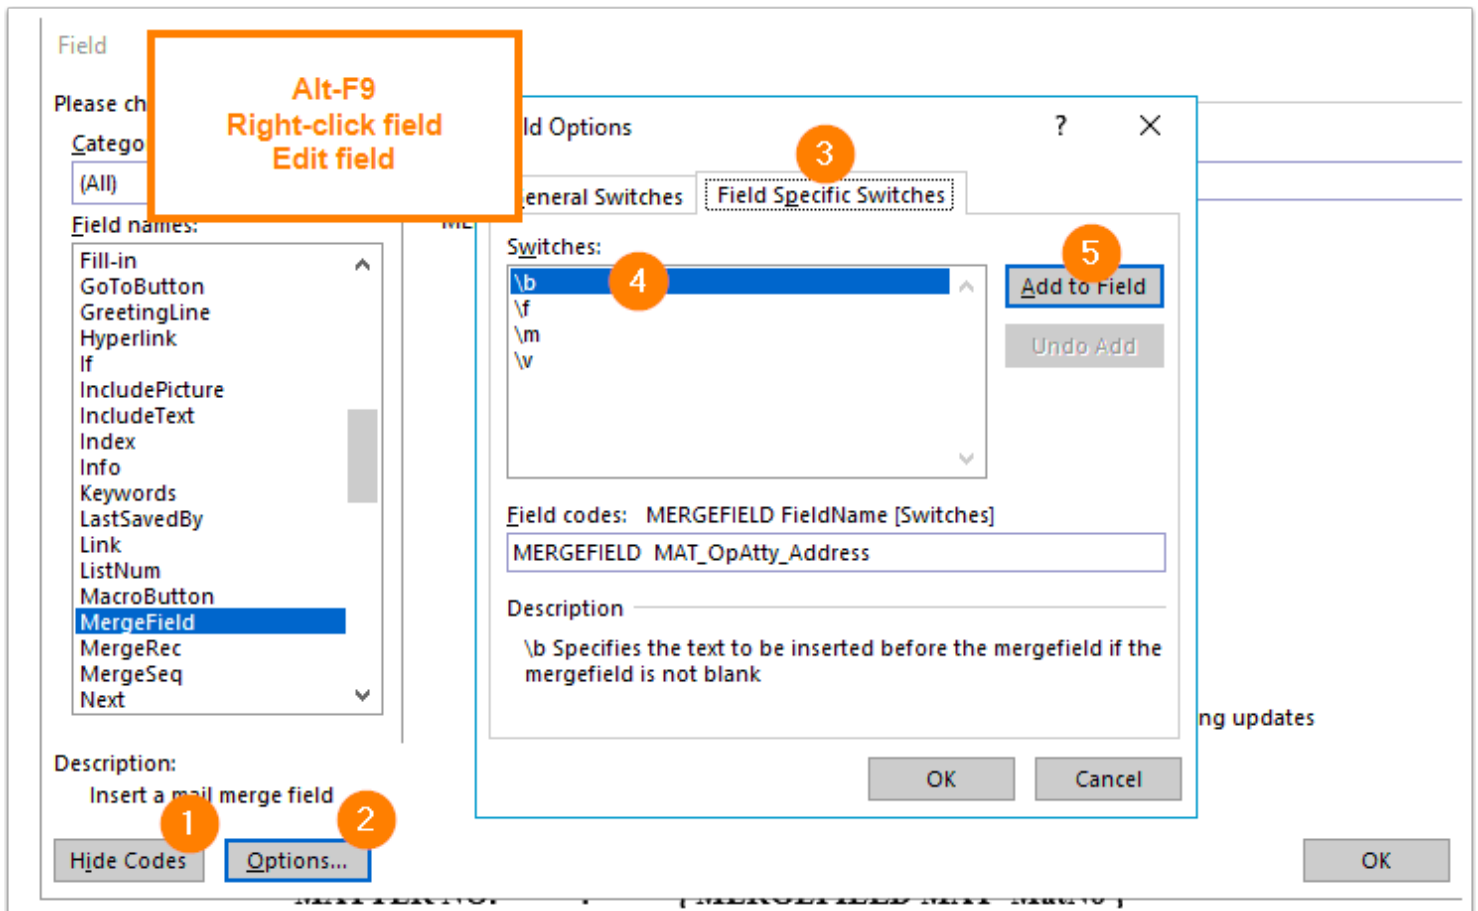 Field
Alt-F9
Right-click field
Edit field
Please ch
Catego
(All)
Field names:
Fill-in
GoToButton
GreetingLine
Hyperlink
If
IncludePicture
IncludeText
Index
Info
Keywords
LastSavedBy
Link
ListNum
MacroButton
MergeField
MergeRec
MergeSeq
Next
Description:
Insert a mail merge field
1
2
Hide Codes
Options...
ld Options
?
3
eneral Switches
Field Specific Switches
Switches:
\b
4
\f
\m
\v
5
Add to Field
Undo Add
Field codes: MERGEFIELD FieldName [Switches]
MERGEFIELD MAT_OpAtty_Address
Description
\b Specifies the text to be inserted before the mergefield if the
mergefield is not blank
OK
Cancel
ng updates
OK
MATTER NO. : { MERGEFIELD MAT_MatNo }